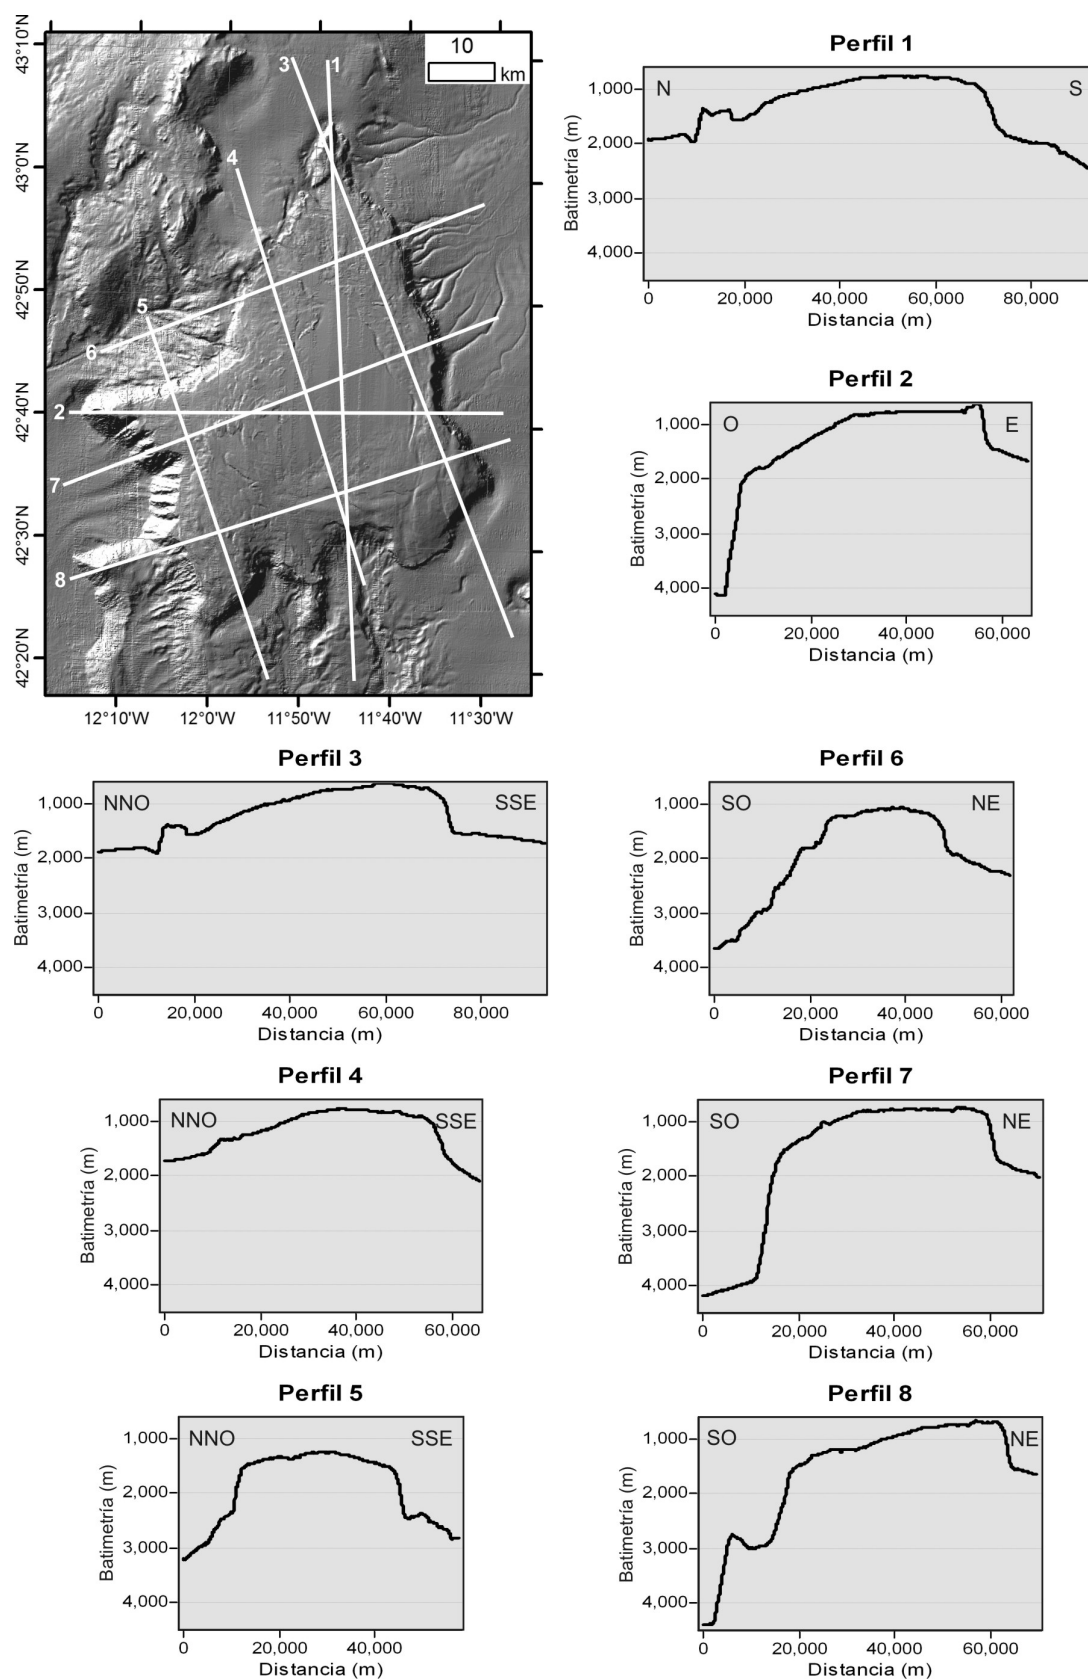 10
km
43°10'N
43°0'N
42°50'N
42°40'N
42°30'N
42°20'N
12°10'W 12°0'W 11°50'W 11°40'W 11°30'W
3 1
4
5
6
2
7
8
Perfil 1
N S
Batimetría (m)
1,000
2,000
3,000
4,000
0 20,000 40,000 60,000 80,000
Distancia (m)
Perfil 2
O E
Batimetría (m)
1,000
2,000
3,000
4,000
0 20,000 40,000 60,000
Distancia (m)
Perfil 3
NNO SSE
Batimetría (m)
1,000
2,000
3,000
4,000
0 20,000 40,000 60,000 80,000
Distancia (m)
Perfil 6
SO NE
Batimetría (m)
1,000
2,000
3,000
4,000
0 20,000 40,000 60,000
Distancia (m)
Perfil 4
NNO SSE
Batimetría (m)
1,000
2,000
3,000
4,000
0 20,000 40,000 60,000
Distancia (m)
Perfil 7
SO NE
Batimetría (m)
1,000
2,000
3,000
4,000
0 20,000 40,000 60,000
Distancia (m)
Perfil 5
NNO SSE
Batimetría (m)
1,000
2,000
3,000
4,000
0 20,000 40,000
Distancia (m)
Perfil 8
SO NE
Batimetría (m)
1,000
2,000
3,000
4,000
0 20,000 40,000 60,000
Distancia (m)